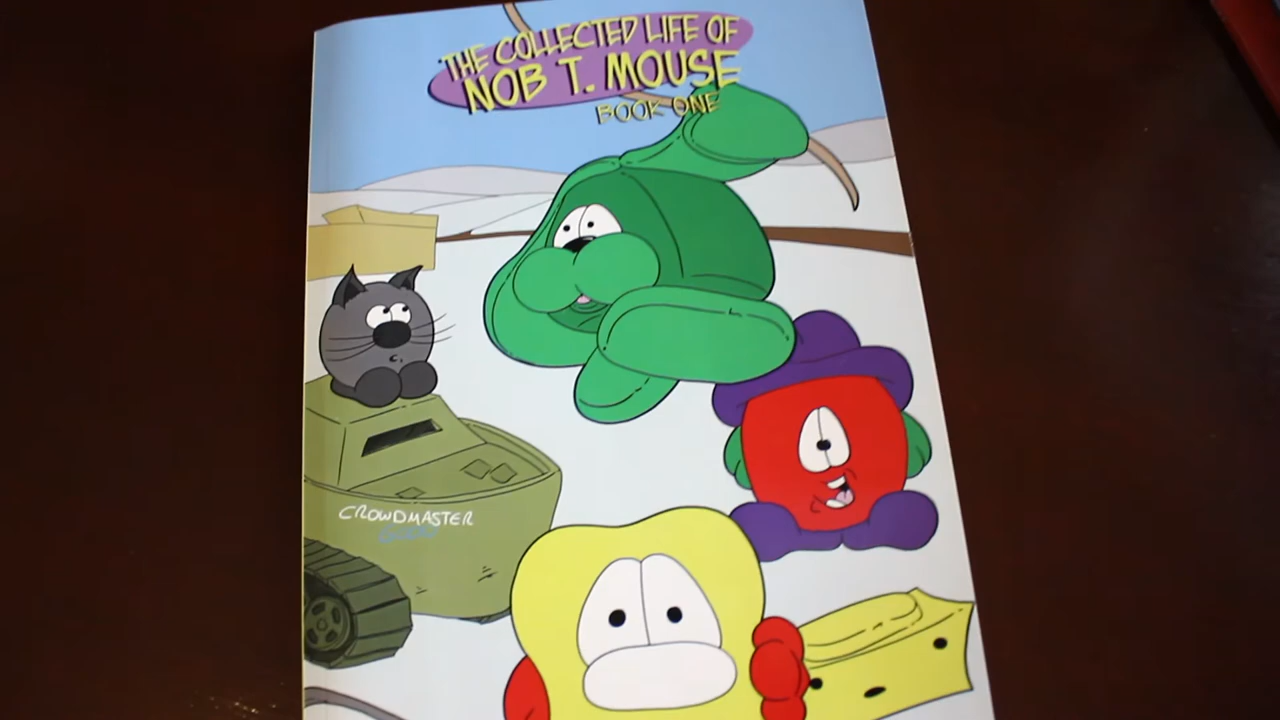 THE COLLECTED LIFE OF
NOB T. MOUSE
BOOK ONE
CROWDMASTER